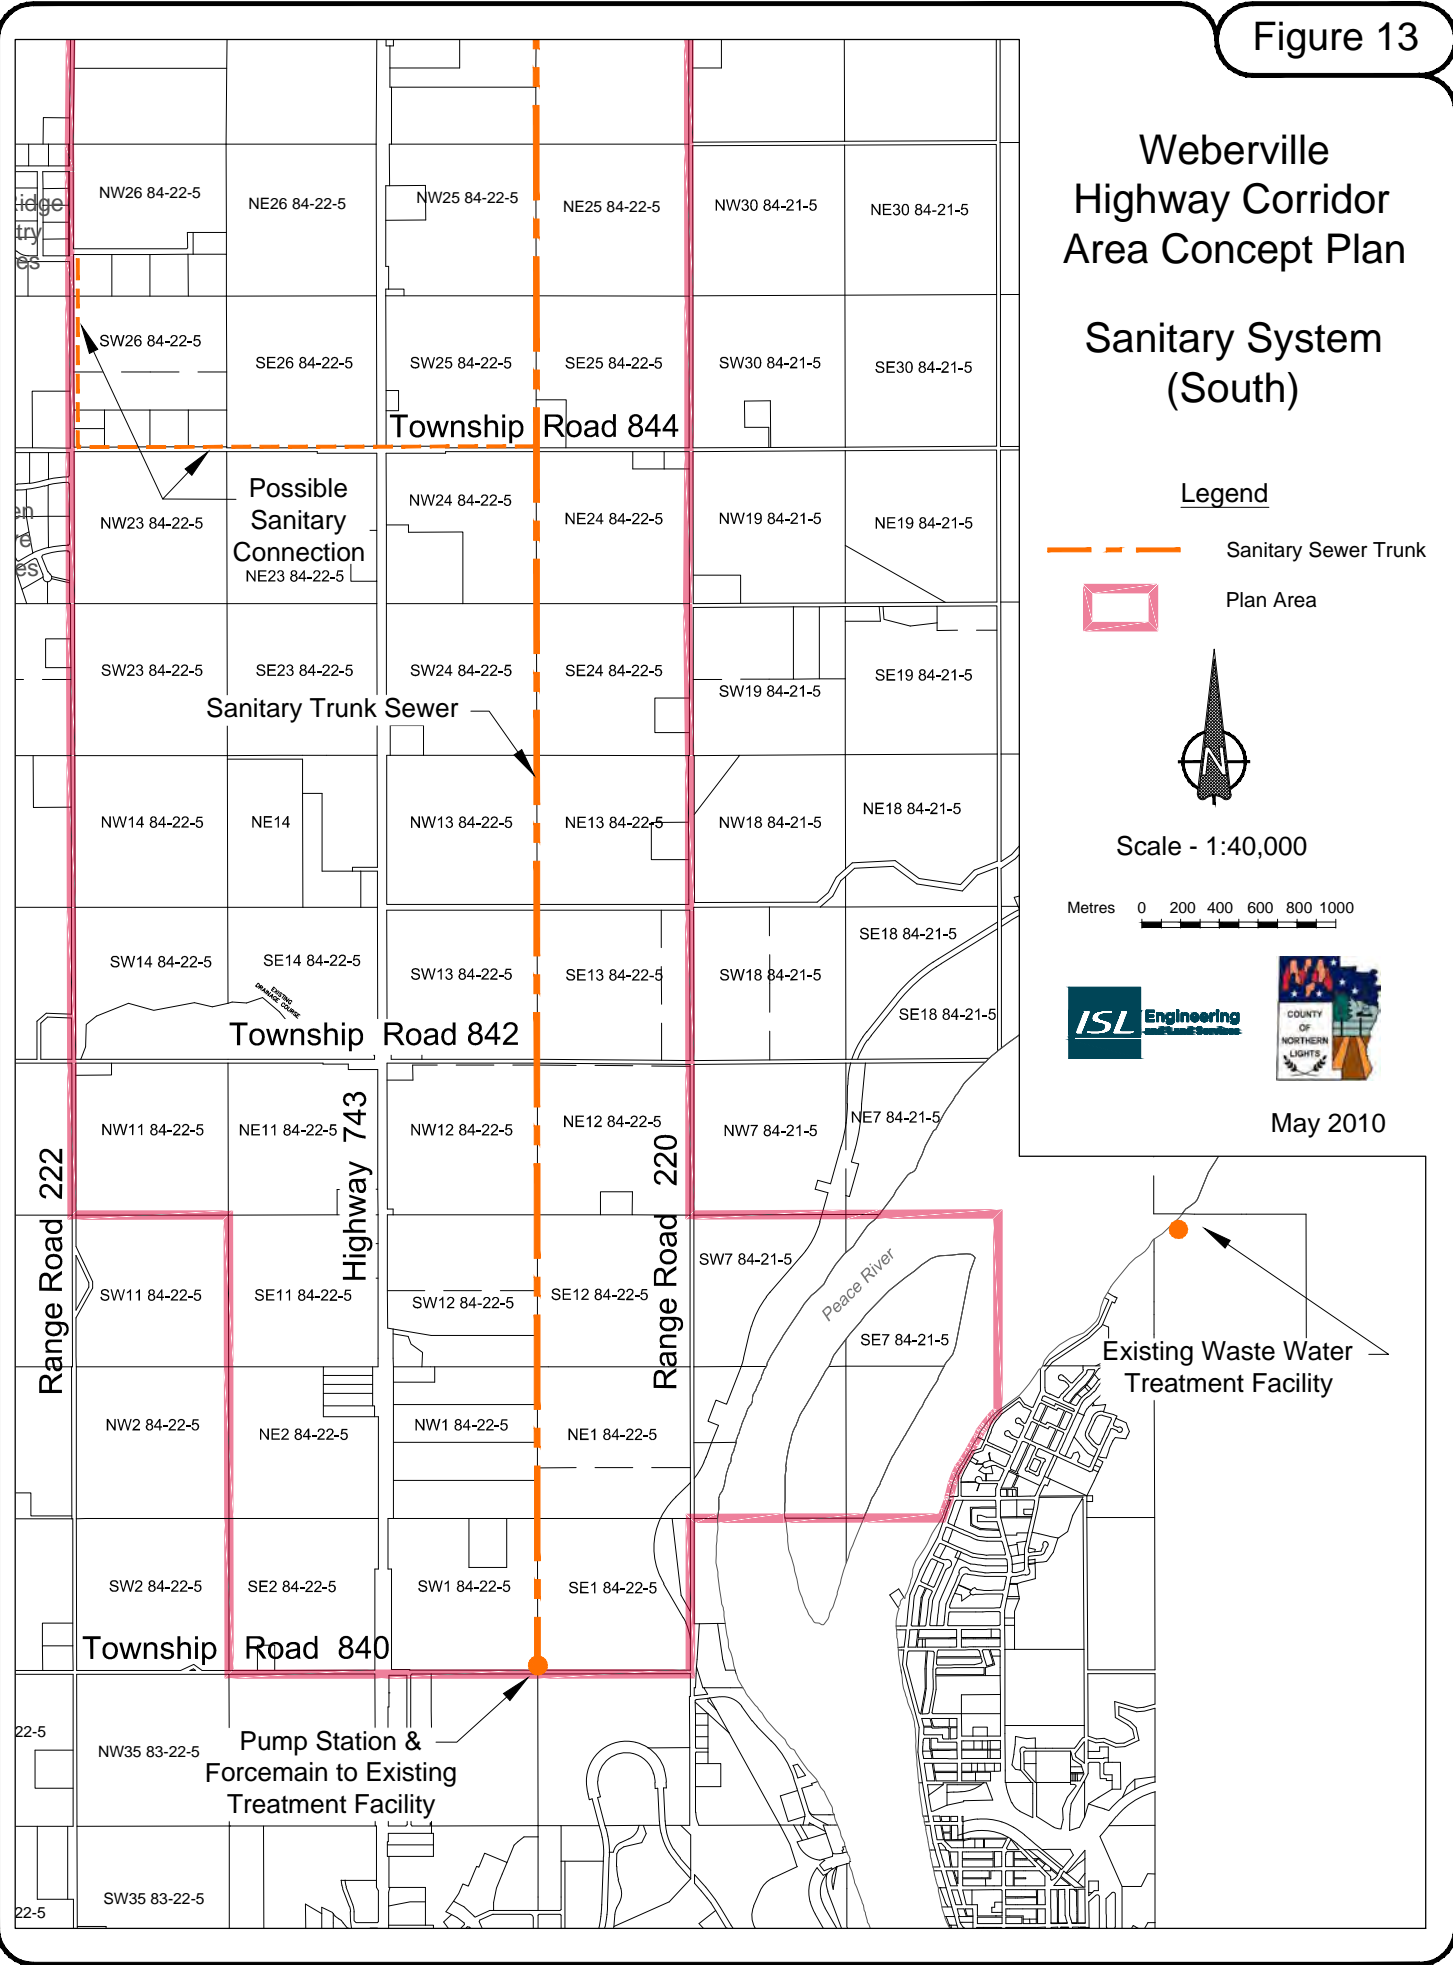 Figure 13
Weberville
Highway Corridor
Area Concept Plan
Sanitary System
(South)
Legend
Sanitary Sewer Trunk
Plan Area
N
Scale - 1:40,000
Metres 0 200 400 600 800 1000
ISL Engineering
and Land Services
COUNTY
OF
NORTHERN
LIGHTS
May 2010
NW26 84-22-5
NE26 84-22-5
NW25 84-22-5
NE25 84-22-5
NW30 84-21-5
NE30 84-21-5
idge
try
es
SW26 84-22-5
SE26 84-22-5
SW25 84-22-5
SE25 84-22-5
SW30 84-21-5
SE30 84-21-5
Township Road 844
Possible
Sanitary
Connection
NW23 84-22-5
NE23 84-22-5
NW24 84-22-5
NE24 84-22-5
NW19 84-21-5
NE19 84-21-5
en
re
es
SW23 84-22-5
SE23 84-22-5
SW24 84-22-5
SE24 84-22-5
SW19 84-21-5
SE19 84-21-5
Sanitary Trunk Sewer
NW14 84-22-5
NE14
NW13 84-22-5
NE13 84-22-5
NW18 84-21-5
NE18 84-21-5
SW14 84-22-5
SE14 84-22-5
SW13 84-22-5
SE13 84-22-5
SW18 84-21-5
SE18 84-21-5
SE18 84-21-5
EXISTING
DRAINAGE COURSE
Township Road 842
NW11 84-22-5
NE11 84-22-5
NW12 84-22-5
NE12 84-22-5
NW7 84-21-5
NE7 84-21-5
Range Road 222
Highway 743
Range Road 220
SW11 84-22-5
SE11 84-22-5
SW12 84-22-5
SE12 84-22-5
SW7 84-21-5
SE7 84-21-5
Peace River
Existing Waste Water
Treatment Facility
NW2 84-22-5
NE2 84-22-5
NW1 84-22-5
NE1 84-22-5
SW2 84-22-5
SE2 84-22-5
SW1 84-22-5
SE1 84-22-5
Township Road 840
22-5
NW35 83-22-5
Pump Station &
Forcemain to Existing
Treatment Facility
22-5
SW35 83-22-5